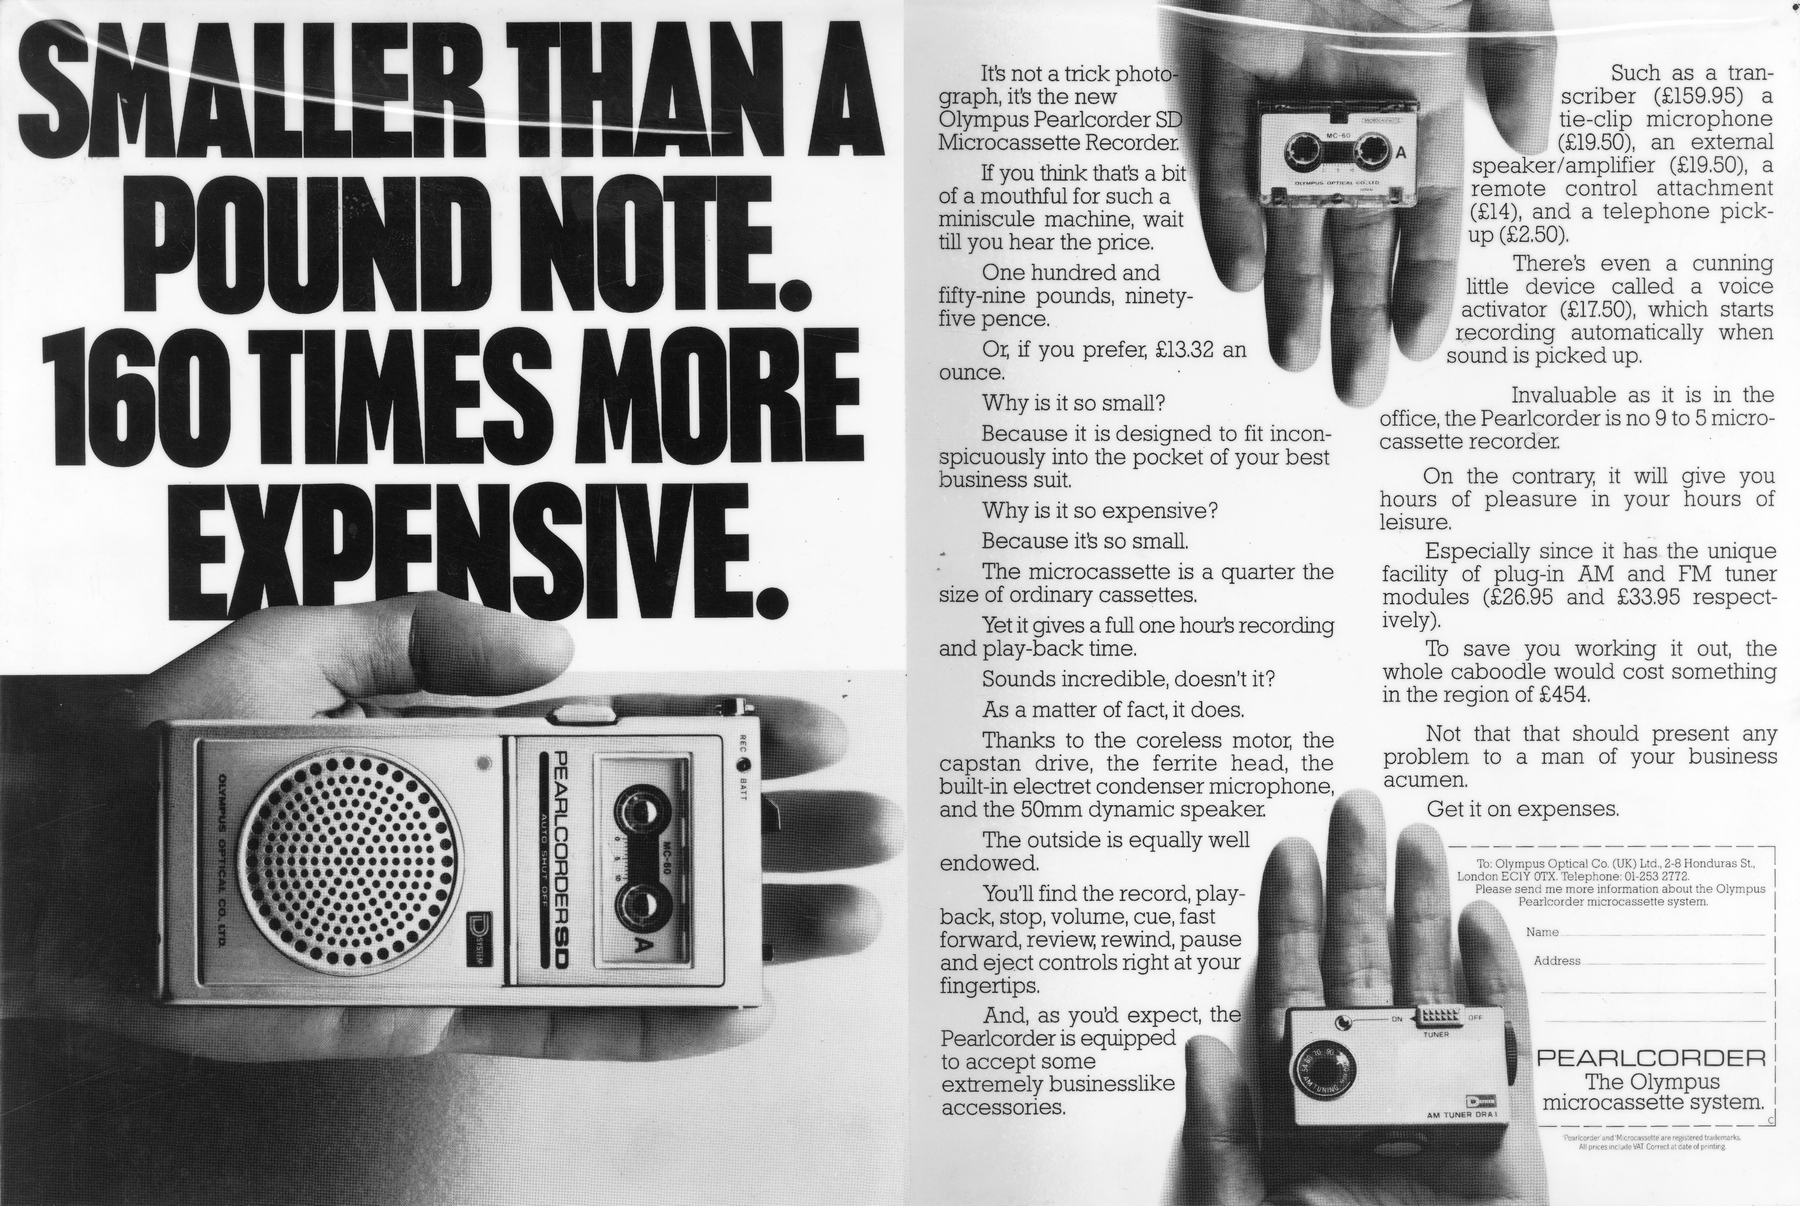 SMALLER THAN A
POUND NOTE.
160 TIMES MORE
EXPENSIVE.
OLYMPUS OPTICAL CO., LTD.
D SYSTEM
PEARLCORDER SD
AUTO SHUT OFF
MC-60
A
REC BATT
It's not a trick photo-
graph, it's the new
Olympus Pearlcorder SD
Microcassette Recorder.
If you think that's a bit
of a mouthful for such a
miniscule machine, wait
till you hear the price.
One hundred and
fifty-nine pounds, ninety-
five pence.
Or, if you prefer, £13.32 an
ounce.
Why is it so small?
Because it is designed to fit incon-
spicuously into the pocket of your best
business suit.
Why is it so expensive?
Because it's so small.
The microcassette is a quarter the
size of ordinary cassettes.
Yet it gives a full one hour's recording
and play-back time.
Sounds incredible, doesn't it?
As a matter of fact, it does.
Thanks to the coreless motor, the
capstan drive, the ferrite head, the
built-in electret condenser microphone,
and the 50mm dynamic speaker.
The outside is equally well
endowed.
You'll find the record, play-
back, stop, volume, cue, fast
forward, review, rewind, pause
and eject controls right at your
fingertips.
And, as you'd expect, the
Pearlcorder is equipped
to accept some
extremely businesslike
accessories.
MICROCASSETTE
MC-60
A
OLYMPUS OPTICAL CO., LTD.
JAPAN
Such as a tran-
scriber (£159.95) a
tie-clip microphone
(£19.50), an external
speaker/amplifier (£19.50), a
remote control attachment
(£14), and a telephone pick-
up (£2.50).
There's even a cunning
little device called a voice
activator (£17.50), which starts
recording automatically when
sound is picked up.
Invaluable as it is in the
office, the Pearlcorder is no 9 to 5 micro-
cassette recorder.
On the contrary, it will give you
hours of pleasure in your hours of
leisure.
Especially since it has the unique
facility of plug-in AM and FM tuner
modules (£26.95 and £33.95 respect-
ively).
To save you working it out, the
whole caboodle would cost something
in the region of £454.
Not that that should present any
problem to a man of your business
acumen.
Get it on expenses.
ON OFF
TUNER
AM TUNING
D SYSTEM
AM TUNER DRA1
To: Olympus Optical Co. (UK) Ltd., 2-8 Honduras St.,
London EC1Y 0TX. Telephone: 01-253 2772.
Please send me more information about the Olympus
Pearlcorder microcassette system.
Name
Address
PEARLCORDER
The Olympus
microcassette system.
C
'Pearlcorder' and 'Microcassette' are registered trademarks.
All prices include VAT. Correct at date of printing.